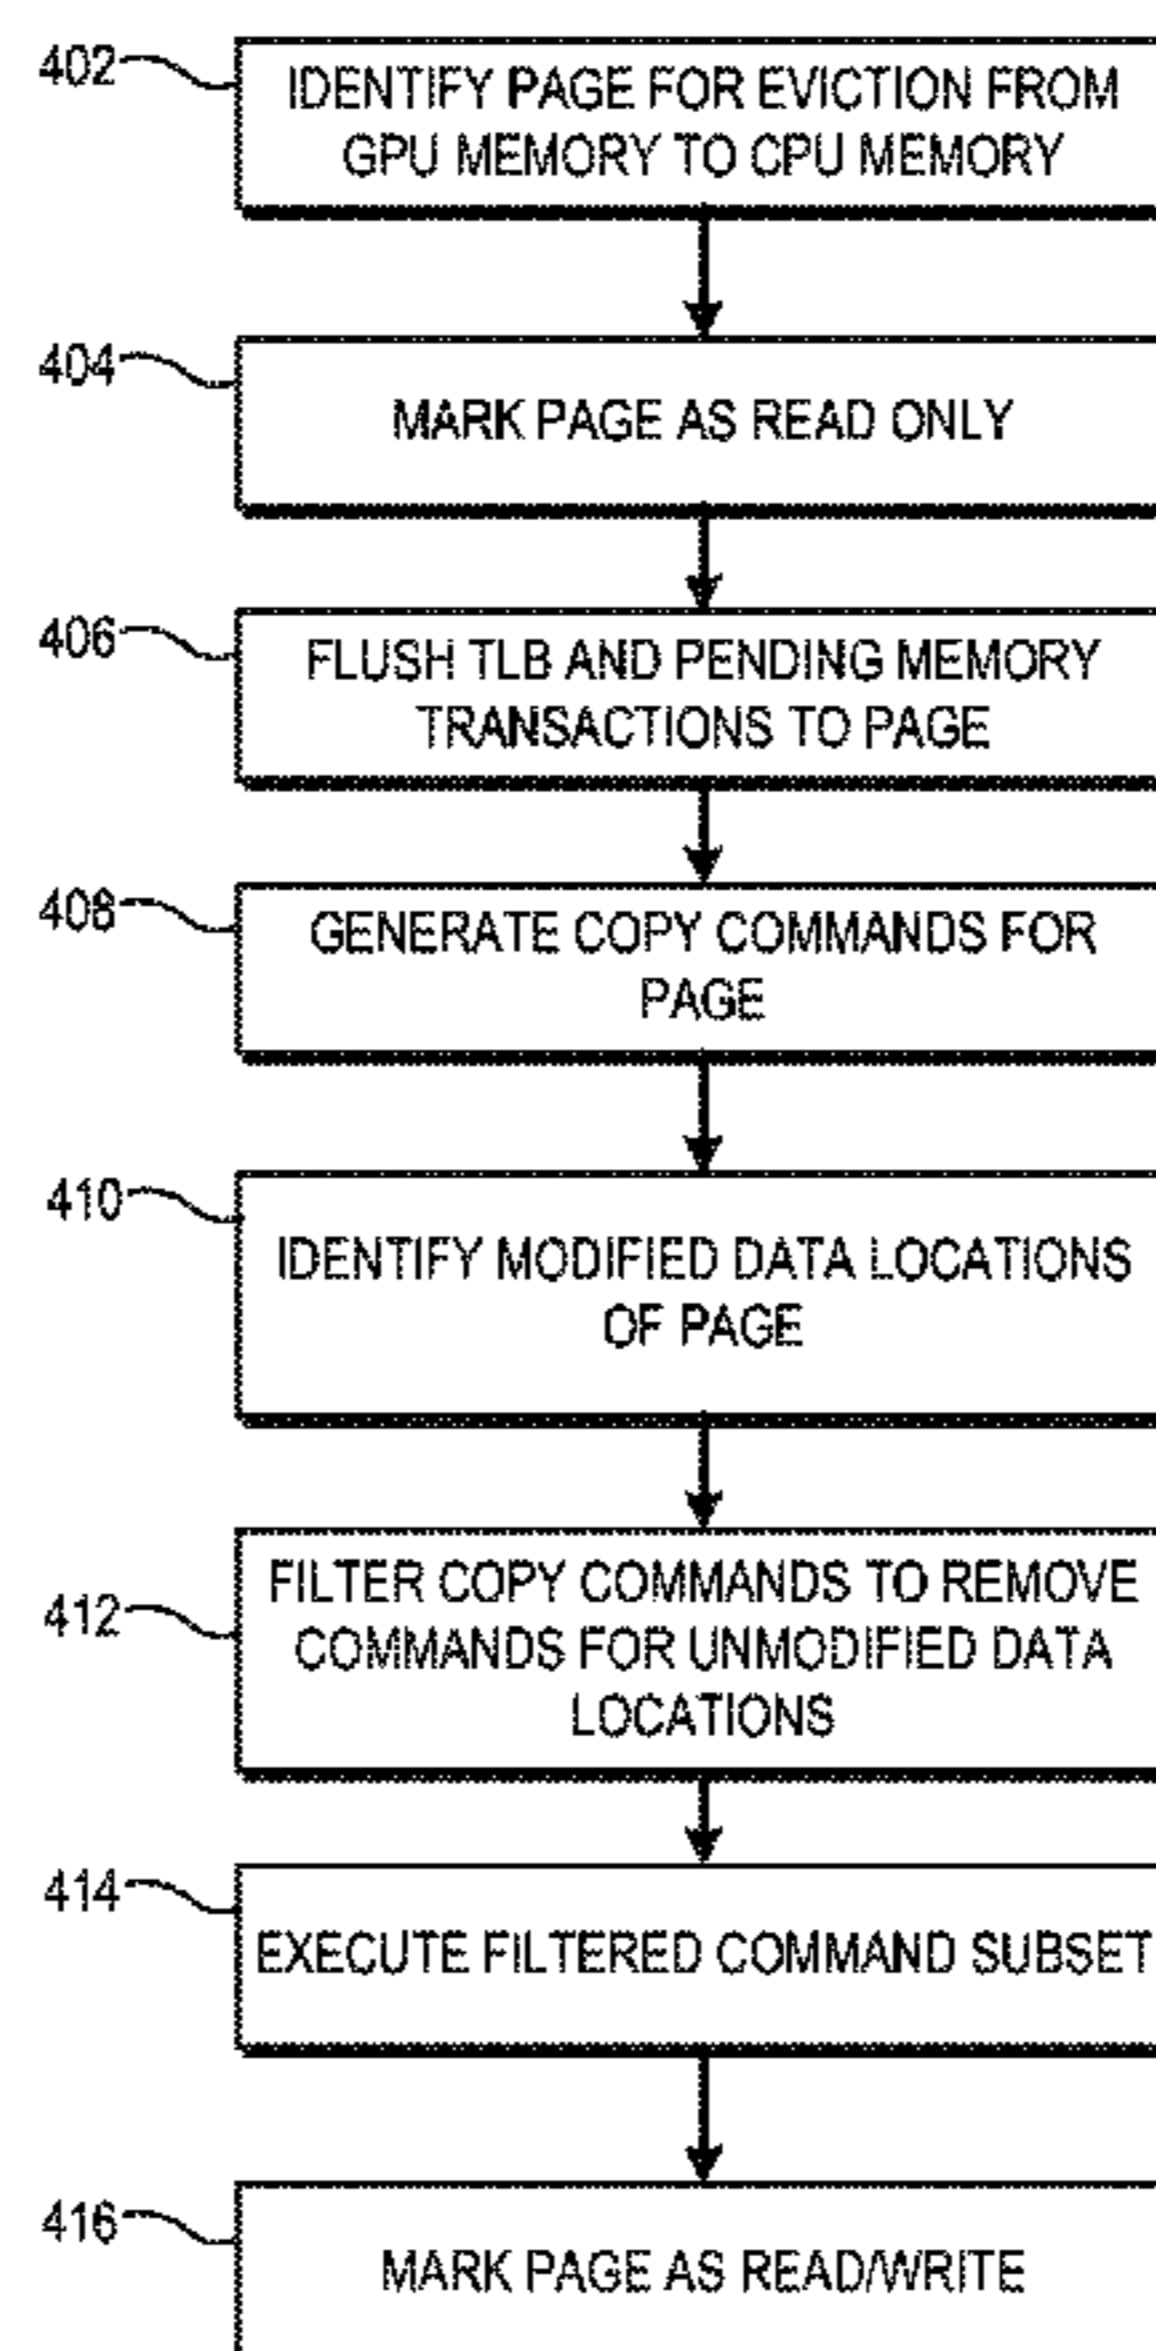 402
IDENTIFY PAGE FOR EVICTION FROM
GPU MEMORY TO CPU MEMORY
404
MARK PAGE AS READ ONLY
406
FLUSH TLB AND PENDING MEMORY
TRANSACTIONS TO PAGE
408
GENERATE COPY COMMANDS FOR
PAGE
410
IDENTIFY MODIFIED DATA LOCATIONS
OF PAGE
412
FILTER COPY COMMANDS TO REMOVE
COMMANDS FOR UNMODIFIED DATA
LOCATIONS
414
EXECUTE FILTERED COMMAND SUBSET
416
MARK PAGE AS READ/WRITE